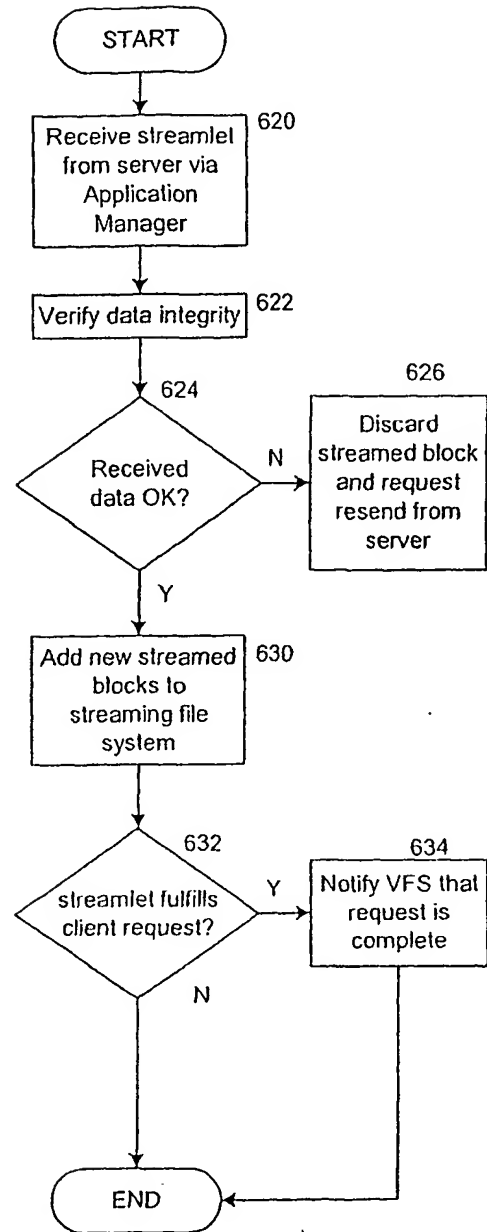 START
620
Receive streamlet
from server via
Application
Manager
Verify data integrity
622
624
Received
data OK?
N
626
Discard
streamed block
and request
resend from
server
Y
Add new streamed
blocks to
streaming file
system
630
632
streamlet fulfills
client request?
Y
634
Notify VFS that
request is
complete
N
END